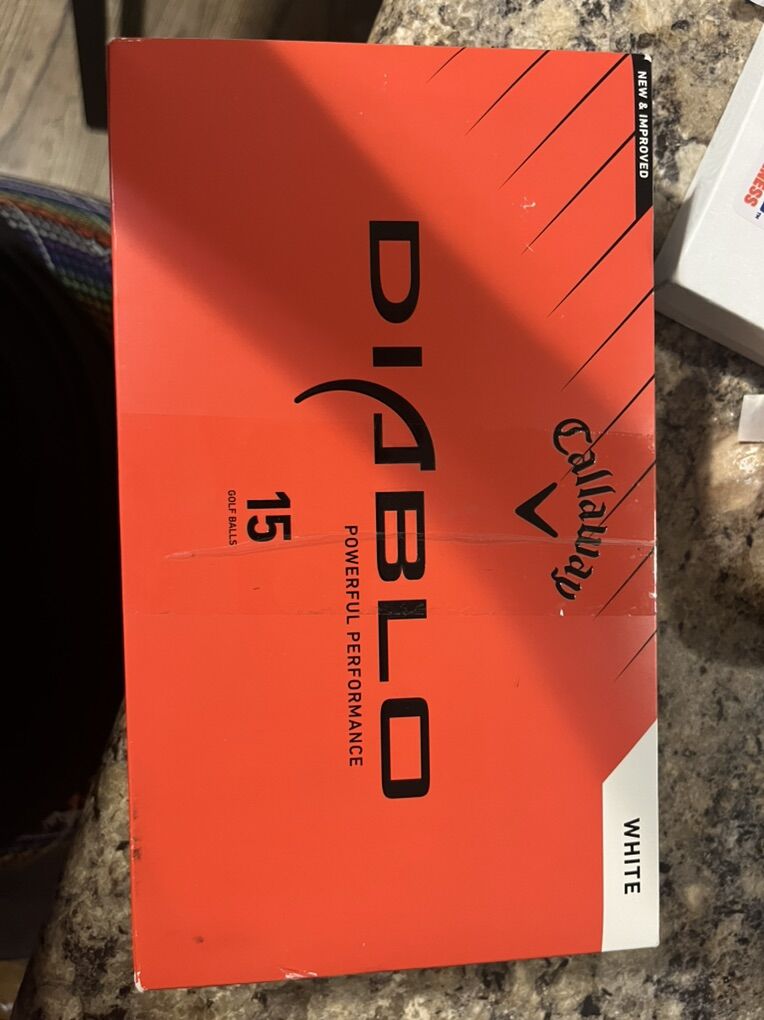 NEW & IMPROVED
Callaway
WHITE
DIABLO
POWERFUL PERFORMANCE
15
GOLF BALLS